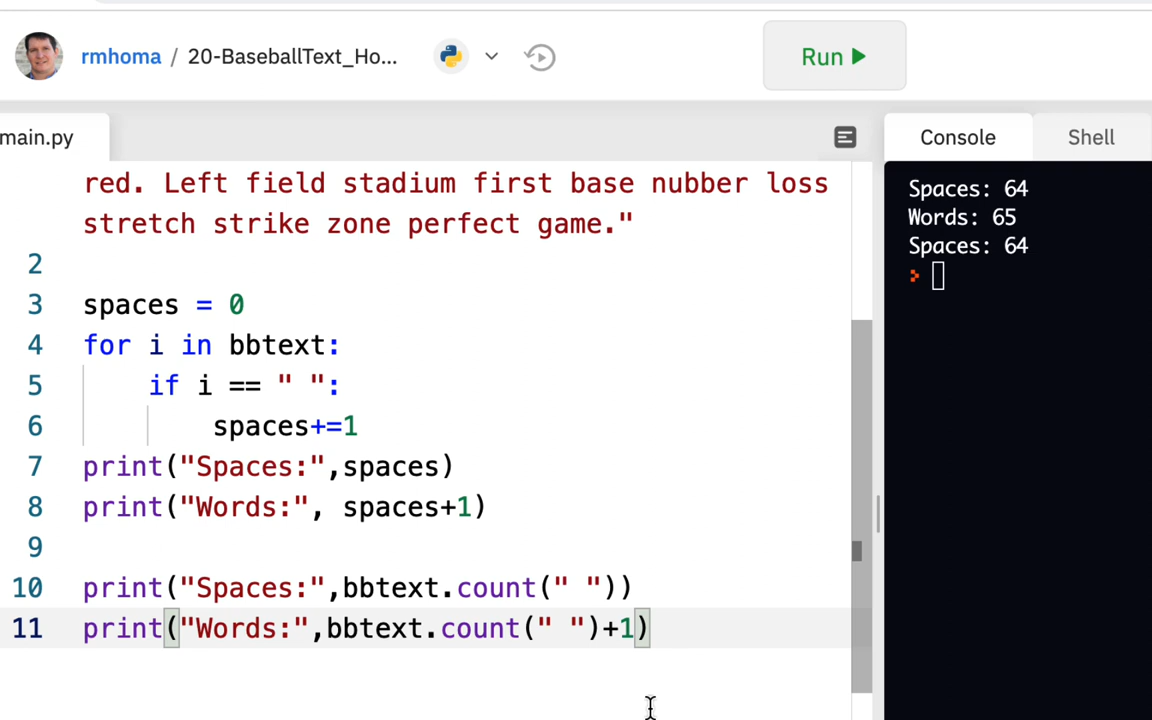 rmhoma / 20-BaseballText_Ho...
Run
main.py
Console
Shell
red. Left field stadium first base nubber loss
stretch strike zone perfect game."
2
3 spaces = 0
4 for i in bbtext:
5 if i == " ":
6 spaces+=1
7 print("Spaces:",spaces)
8 print("Words:", spaces+1)
9
10 print("Spaces:",bbtext.count(" "))
11 print("Words:",bbtext.count(" ")+1)
Spaces: 64
Words: 65
Spaces: 64